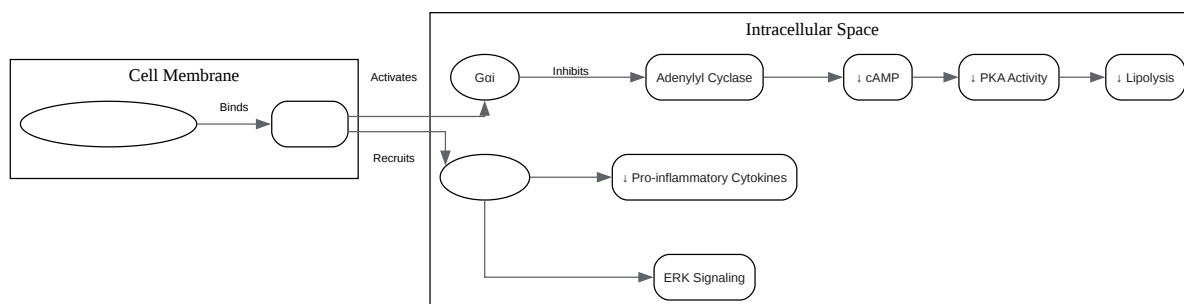 Intracellular Space
Cell Membrane
Activates
Gαi
Inhibits
Adenylyl Cyclase
↓ cAMP
↓ PKA Activity
↓ Lipolysis
Binds
Recruits
↓ Pro-inflammatory Cytokines
ERK Signaling